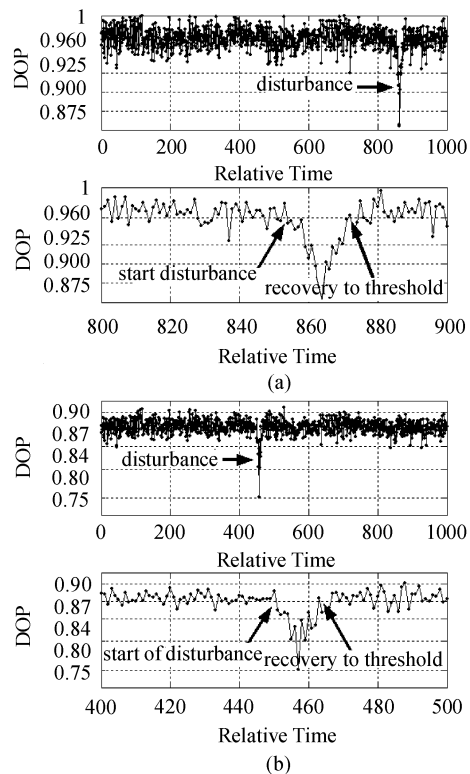 1
0.960
0.925
0.900
0.875
DOP
disturbance
0 200 400 600 800 1000
Relative Time
1
0.960
0.925
0.900
0.875
DOP
start disturbance
recovery to threshold
800 820 840 860 880 900
Relative Time
(a)
0.90
0.87
0.84
0.80
0.75
DOP
disturbance
0 200 400 600 800 1000
Relative Time
0.90
0.87
0.84
0.80
0.75
DOP
start of disturbance
recovery to threshold
400 420 440 460 480 500
Relative Time
(b)